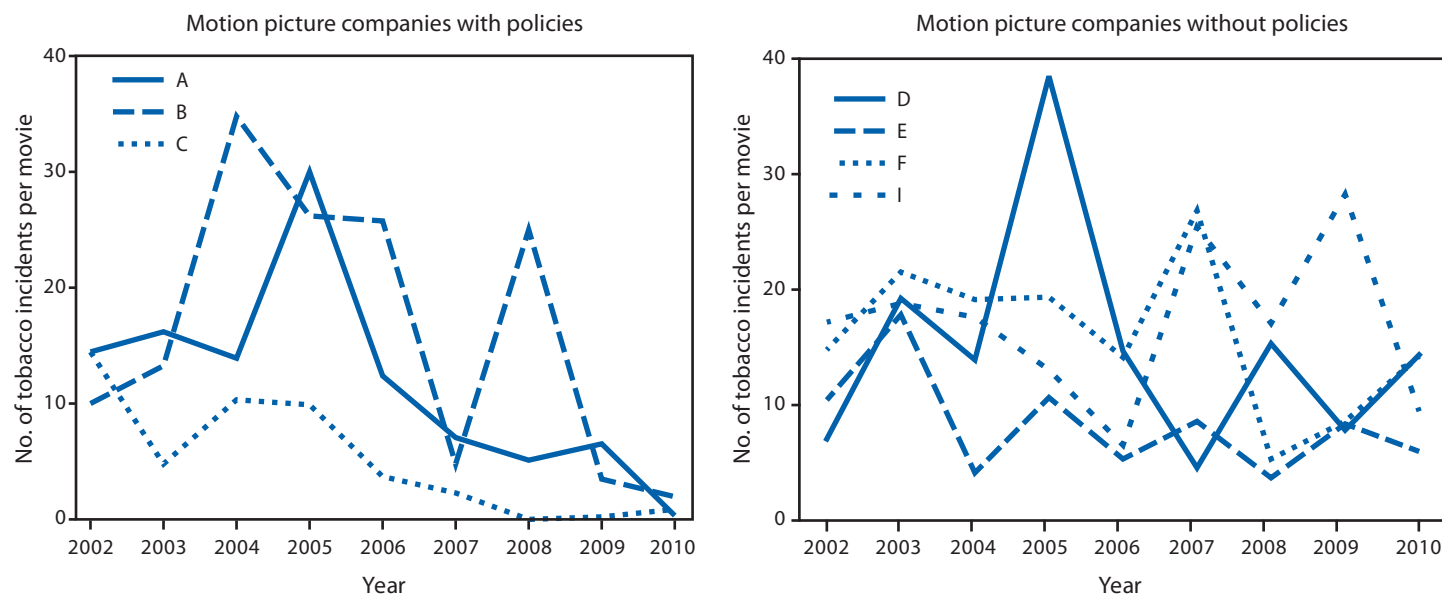 Motion picture companies with policies
No. of tobacco incidents per movie
40
30
20
10
0
A
B
C
2002 2003 2004 2005 2006 2007 2008 2009 2010
Year
Motion picture companies without policies
No. of tobacco incidents per movie
40
30
20
10
0
D
E
F
I
2002 2003 2004 2005 2006 2007 2008 2009 2010
Year